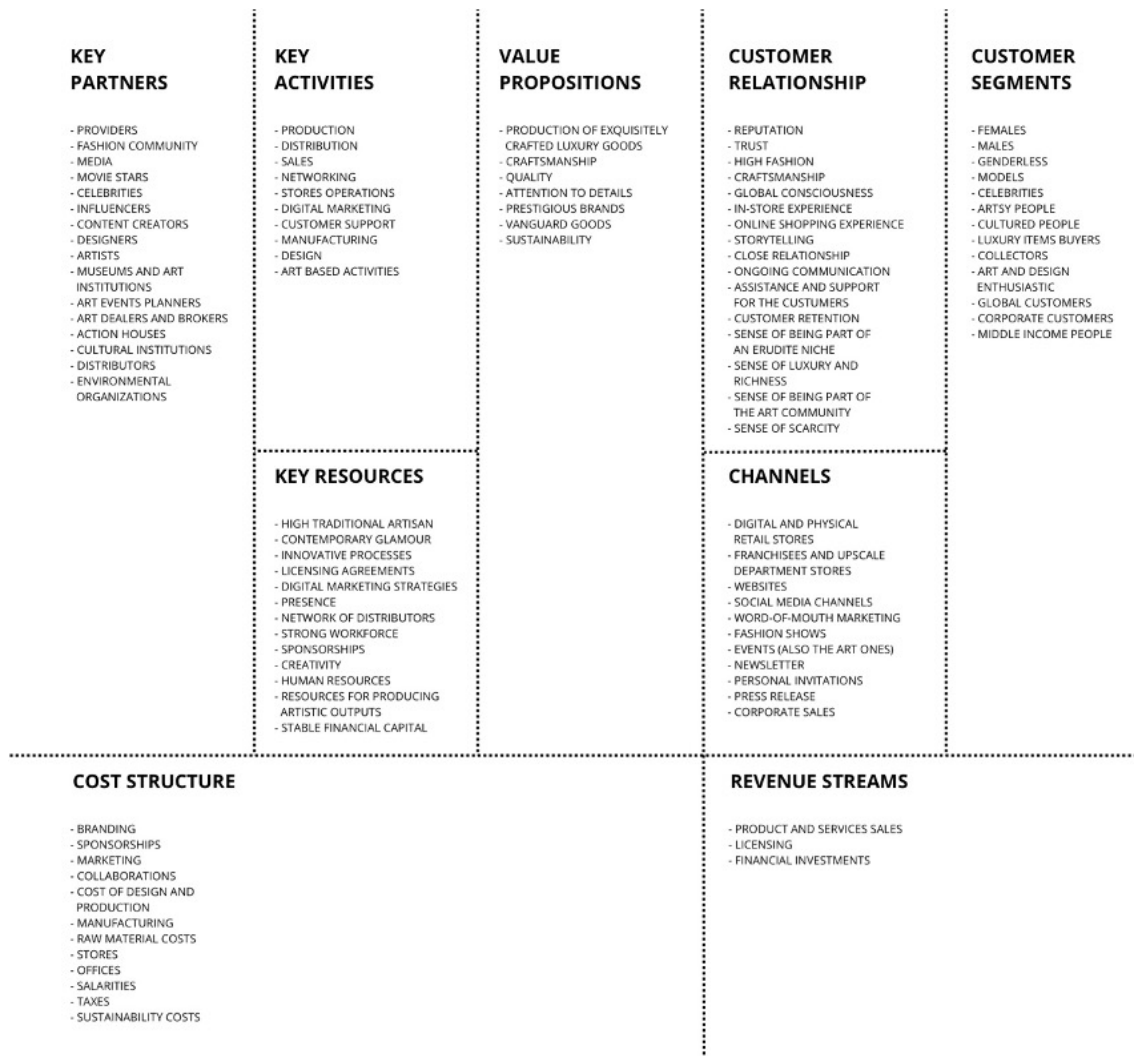 KEY
PARTNERS
- PROVIDERS
- FASHION COMMUNITY
- MEDIA
- MOVIE STARS
- CELEBRITIES
- INFLUENCERS
- CONTENT CREATORS
- DESIGNERS
- ARTISTS
- MUSEUMS AND ART
INSTITUTIONS
- ART EVENTS PLANNERS
- ART DEALERS AND BROKERS
- ACTION HOUSES
- CULTURAL INSTITUTIONS
- DISTRIBUTORS
- ENVIRONMENTAL
ORGANIZATIONS
KEY
ACTIVITIES
- PRODUCTION
- DISTRIBUTION
- SALES
- NETWORKING
- STORES OPERATIONS
- DIGITAL MARKETING
- CUSTOMER SUPPORT
- MANUFACTURING
- DESIGN
- ART BASED ACTIVITIES
KEY RESOURCES
- HIGH TRADITIONAL ARTISAN
- CONTEMPORARY GLAMOUR
- INNOVATIVE PROCESSES
- LICENSING AGREEMENTS
- DIGITAL MARKETING STRATEGIES
- PRESENCE
- NETWORK OF DISTRIBUTORS
- STRONG WORKFORCE
- SPONSORSHIPS
- CREATIVITY
- HUMAN RESOURCES
- RESOURCES FOR PRODUCING
ARTISTIC OUTPUTS
- STABLE FINANCIAL CAPITAL
VALUE
PROPOSITIONS
- PRODUCTION OF EXQUISITELY
CRAFTED LUXURY GOODS
- CRAFTSMANSHIP
- QUALITY
- ATTENTION TO DETAILS
- PRESTIGIOUS BRANDS
- VANGUARD GOODS
- SUSTAINABILITY
CUSTOMER
RELATIONSHIP
- REPUTATION
- TRUST
- HIGH FASHION
- CRAFTSMANSHIP
- GLOBAL CONSCIOUSNESS
- IN-STORE EXPERIENCE
- ONLINE SHOPPING EXPERIENCE
- STORYTELLING
- CLOSE RELATIONSHIP
- ONGOING COMMUNICATION
- ASSISTANCE AND SUPPORT
FOR THE CUSTUMERS
- CUSTOMER RETENTION
- SENSE OF BEING PART OF
AN ERUDITE NICHE
- SENSE OF LUXURY AND
RICHNESS
- SENSE OF BEING PART OF
THE ART COMMUNITY
- SENSE OF SCARCITY
CHANNELS
- DIGITAL AND PHYSICAL
RETAIL STORES
- FRANCHISEES AND UPSCALE
DEPARTMENT STORES
- WEBSITES
- SOCIAL MEDIA CHANNELS
- WORD-OF-MOUTH MARKETING
- FASHION SHOWS
- EVENTS (ALSO THE ART ONES)
- NEWSLETTER
- PERSONAL INVITATIONS
- PRESS RELEASE
- CORPORATE SALES
CUSTOMER
SEGMENTS
- FEMALES
- MALES
- GENDERLESS
- MODELS
- CELEBRITIES
- ARTSY PEOPLE
- CULTURED PEOPLE
- LUXURY ITEMS BUYERS
- COLLECTORS
- ART AND DESIGN
ENTHUSIASTIC
- GLOBAL CUSTOMERS
- CORPORATE CUSTOMERS
- MIDDLE INCOME PEOPLE
COST STRUCTURE
- BRANDING
- SPONSORSHIPS
- MARKETING
- COLLABORATIONS
- COST OF DESIGN AND
PRODUCTION
- MANUFACTURING
- RAW MATERIAL COSTS
- STORES
- OFFICES
- SALARITIES
- TAXES
- SUSTAINABILITY COSTS
REVENUE STREAMS
- PRODUCT AND SERVICES SALES
- LICENSING
- FINANCIAL INVESTMENTS